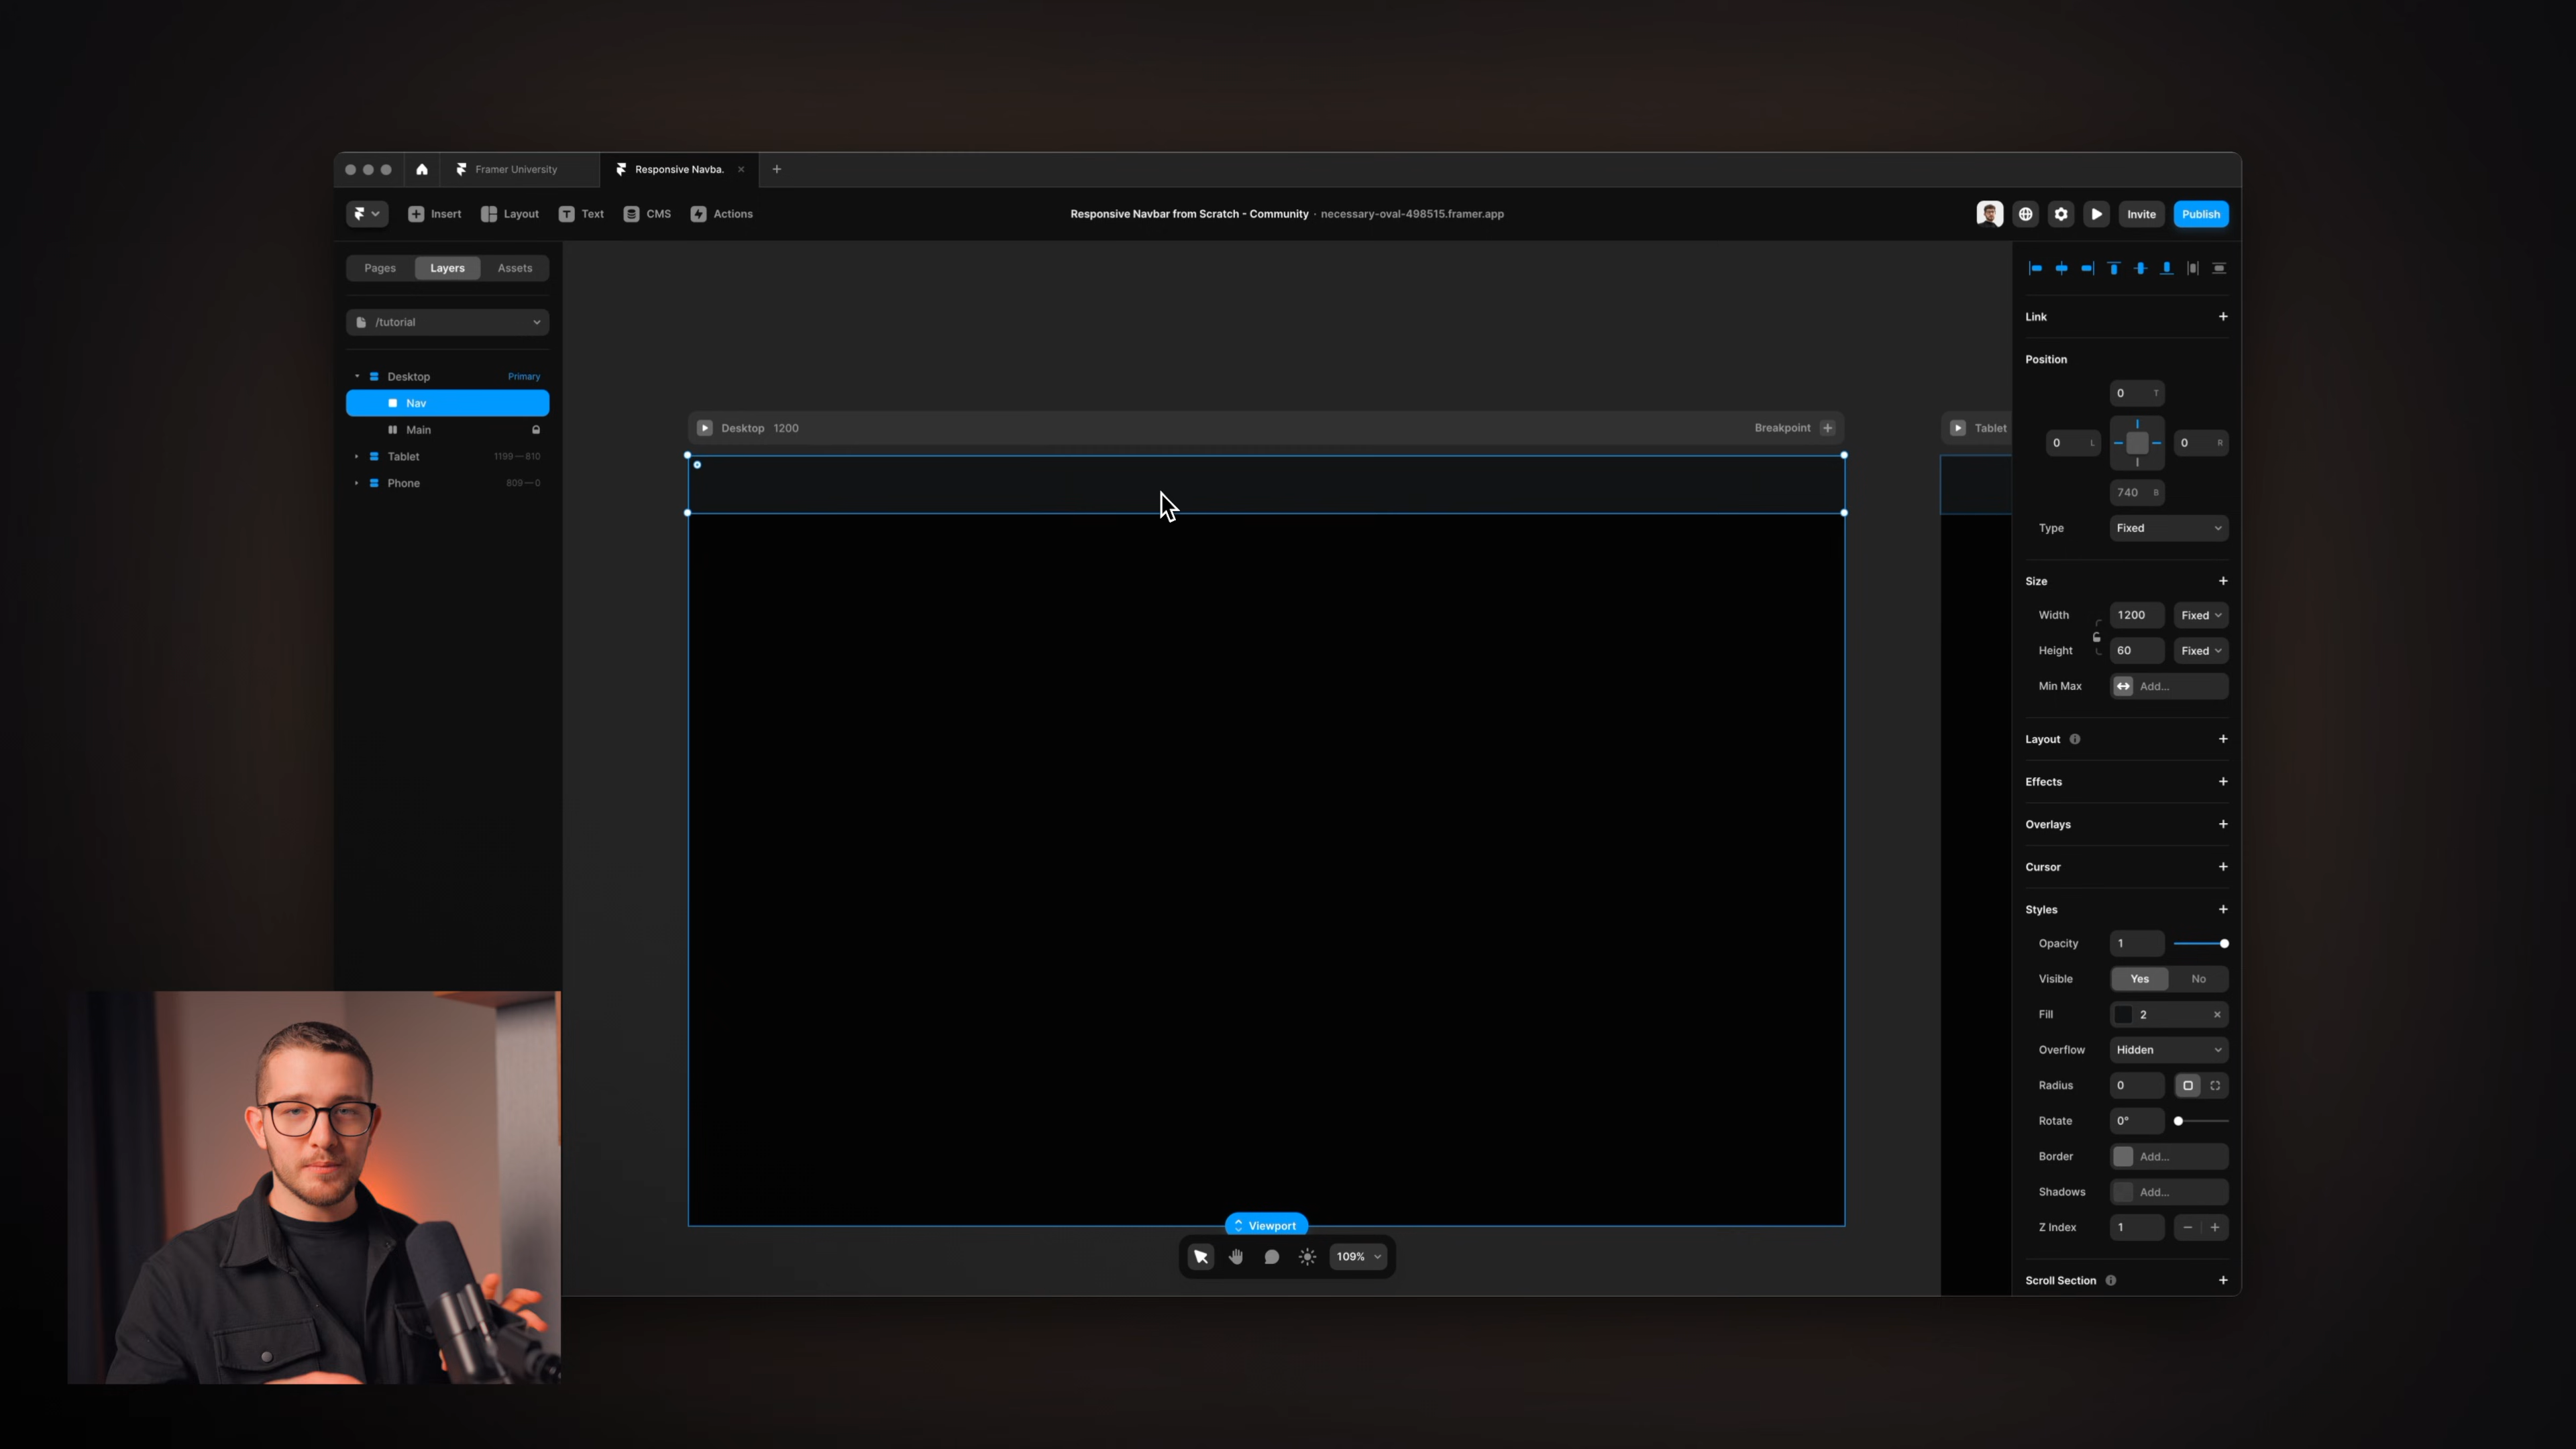 Framer University
Responsive Navba.
Insert
Layout
Text
CMS
Actions
Responsive Navbar from Scratch - Community · necessary-oval-498515.framer.app
Invite
Publish
Pages
Layers
Assets
/tutorial
Desktop
Primary
Nav
Main
Tablet
1199—810
Phone
809—0
Desktop 1200
Breakpoint
Tablet
Viewport
109%
Link
Position
0 T
0 L
0 R
740 B
Type
Fixed
Size
Width
1200
Fixed
Height
60
Fixed
Min Max
Add...
Layout
Effects
Overlays
Cursor
Styles
Opacity
1
Visible
Yes
No
Fill
2
Overflow
Hidden
Radius
0
Rotate
0°
Border
Add...
Shadows
Add...
Z Index
1
Scroll Section